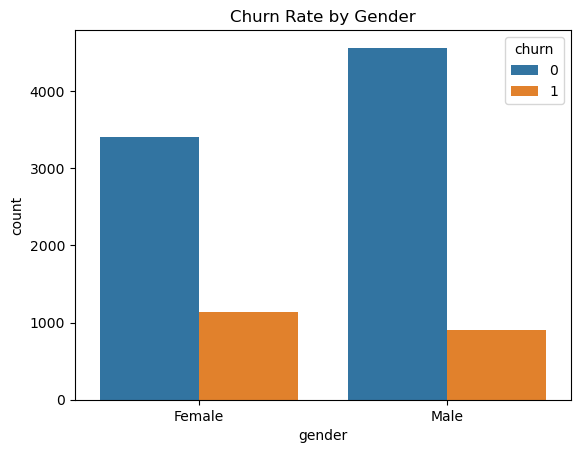 Churn Rate by Gender
churn
0
1
4000
3000
2000
1000
0
count
Female
Male
gender